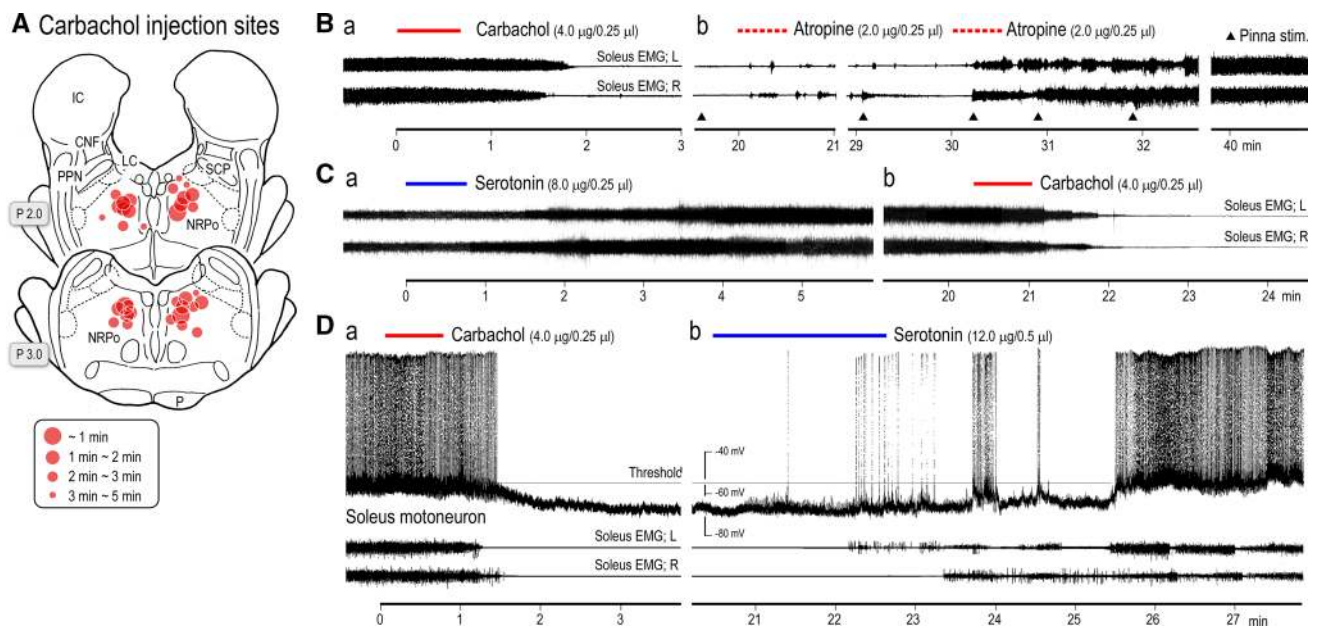 A Carbachol injection sites
IC
CNF
LC
PPN
SCP
P 2.0
NRPo
NRPo
P 3.0
P
~ 1 min
1 min ~ 2 min
2 min ~ 3 min
3 min ~ 5 min
B a Carbachol (4.0 µg/0.25 µl) b Atropine (2.0 µg/0.25 µl) Atropine (2.0 µg/0.25 µl) ▲ Pinna stim.
Soleus EMG; L
Soleus EMG; R
0 1 2 3 20 21 29 30 31 32 40 min
C a Serotonin (8.0 µg/0.25 µl) b Carbachol (4.0 µg/0.25 µl)
Soleus EMG; L
Soleus EMG; R
0 1 2 3 4 5 20 21 22 23 24 min
D a Carbachol (4.0 µg/0.25 µl) b Serotonin (12.0 µg/0.5 µl)
-40 mV
Threshold
-60 mV
-80 mV
Soleus motoneuron
Soleus EMG; L
Soleus EMG; R
0 1 2 3 21 22 23 24 25 26 27 min